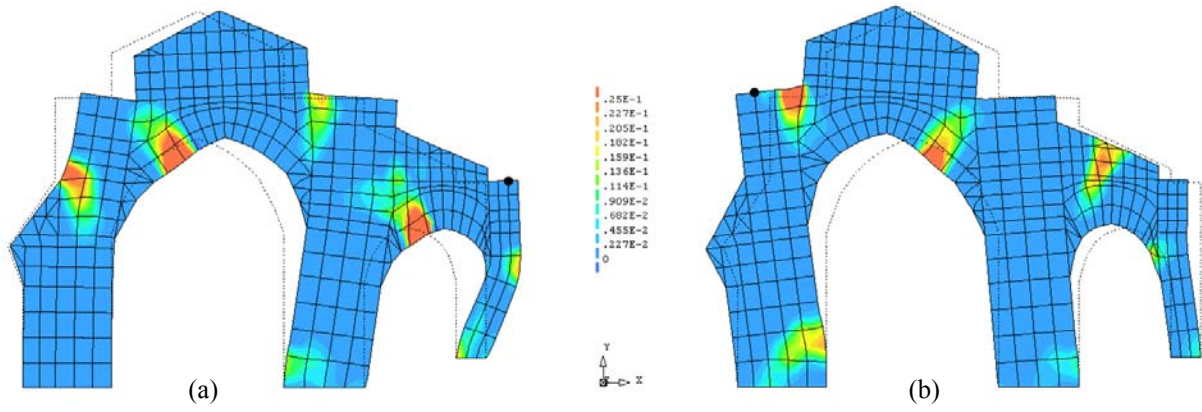 .25E-1
.227E-1
.205E-1
.182E-1
.159E-1
.136E-1
.114E-1
.909E-2
.682E-2
.455E-2
.227E-2
0
Y
X
(a)
(b)